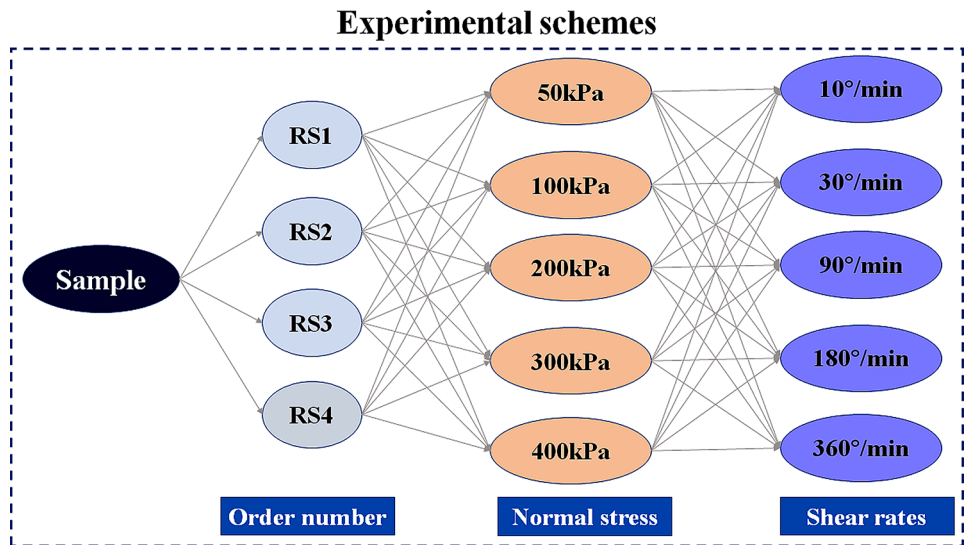 Experimental schemes
Sample
RS1
RS2
RS3
RS4
Order number
50kPa
100kPa
200kPa
300kPa
400kPa
Normal stress
10°/min
30°/min
90°/min
180°/min
360°/min
Shear rates